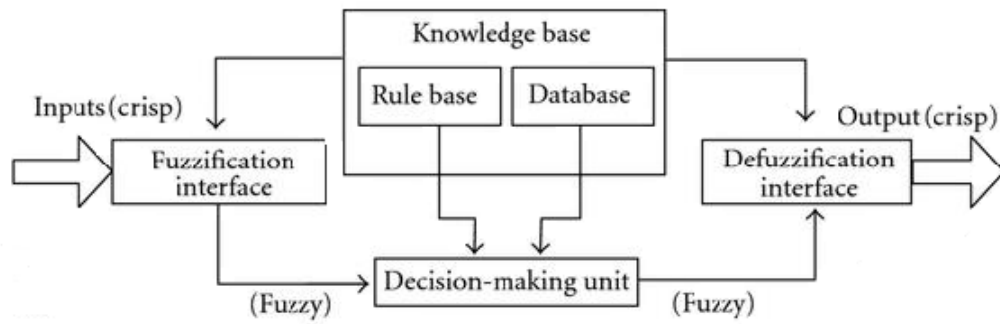 Knowledge base
Rule base
Database
Inputs (crisp)
Output (crisp)
Fuzzification
interface
Defuzzification
interface
Decision-making unit
(Fuzzy)
(Fuzzy)